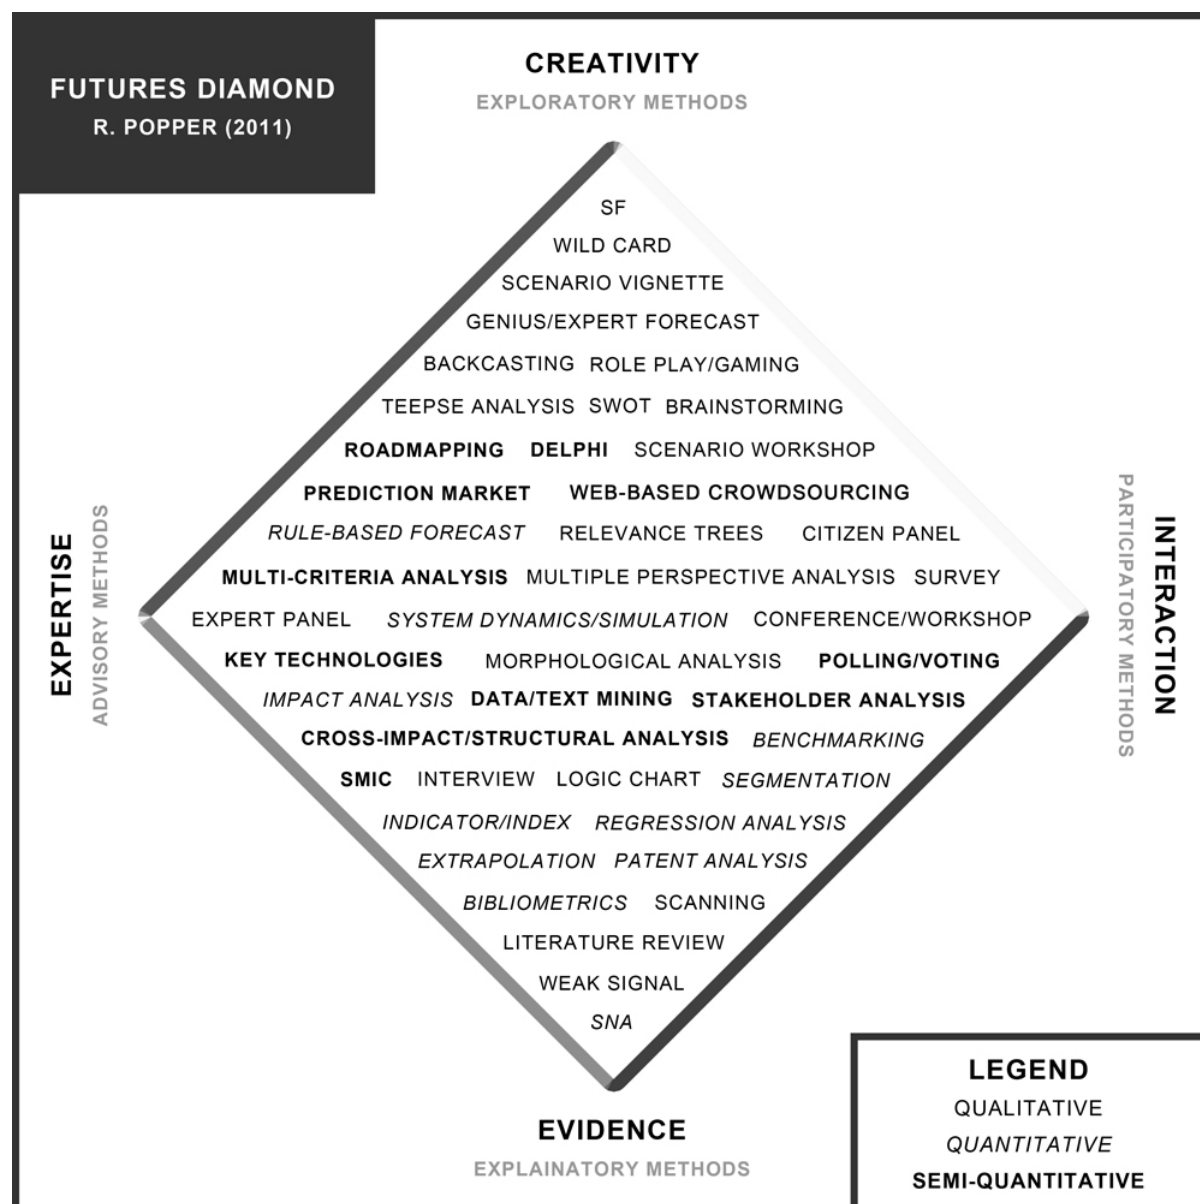 FUTURES DIAMOND
R. POPPER (2011)
CREATIVITY
EXPLORATORY METHODS
SF
WILD CARD
SCENARIO VIGNETTE
GENIUS/EXPERT FORECAST
BACKCASTING ROLE PLAY/GAMING
TEEPSE ANALYSIS SWOT BRAINSTORMING
ROADMAPPING DELPHI SCENARIO WORKSHOP
PREDICTION MARKET WEB-BASED CROWDSOURCING
RULE-BASED FORECAST RELEVANCE TREES CITIZEN PANEL
MULTI-CRITERIA ANALYSIS MULTIPLE PERSPECTIVE ANALYSIS SURVEY
EXPERT PANEL SYSTEM DYNAMICS/SIMULATION CONFERENCE/WORKSHOP
KEY TECHNOLOGIES MORPHOLOGICAL ANALYSIS POLLING/VOTING
IMPACT ANALYSIS DATA/TEXT MINING STAKEHOLDER ANALYSIS
CROSS-IMPACT/STRUCTURAL ANALYSIS BENCHMARKING
SMIC INTERVIEW LOGIC CHART SEGMENTATION
INDICATOR/INDEX REGRESSION ANALYSIS
EXTRAPOLATION PATENT ANALYSIS
BIBLIOMETRICS SCANNING
LITERATURE REVIEW
WEAK SIGNAL
SNA
EXPERTISE
ADVISORY METHODS
INTERACTION
PARTICIPATORY METHODS
EVIDENCE
EXPLAINATORY METHODS
LEGEND
QUALITATIVE
QUANTITATIVE
SEMI-QUANTITATIVE